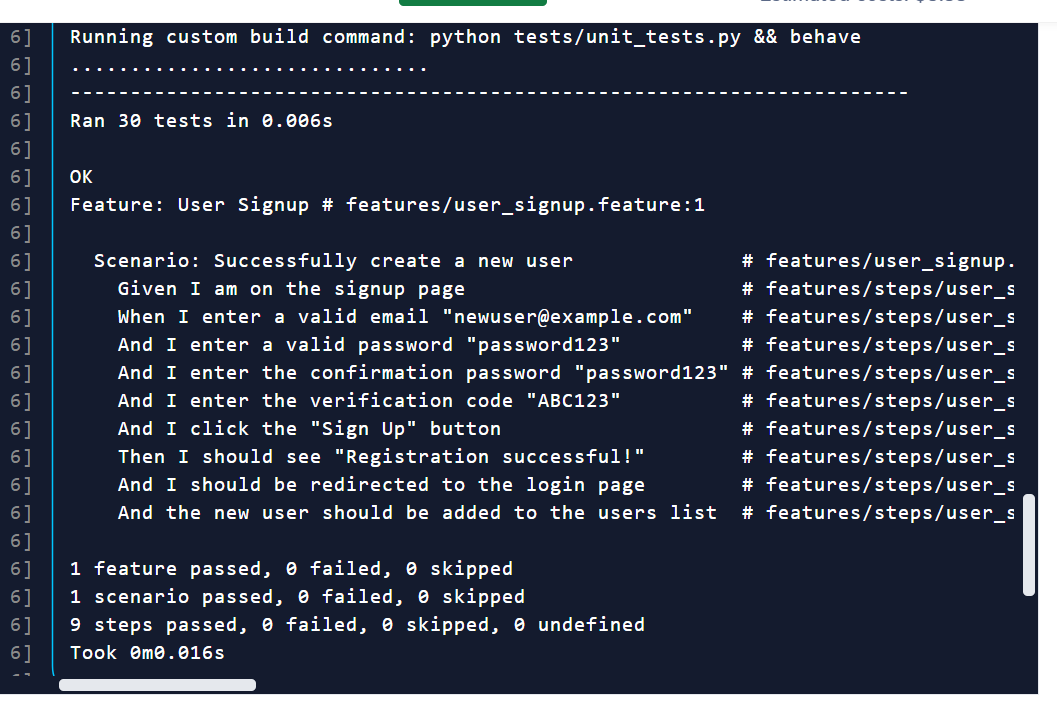 6] Running custom build command: python tests/unit_tests.py && behave
6] ..............................
6] ----------------------------------------------------------------------
6] Ran 30 tests in 0.006s
6]
6] OK
6] Feature: User Signup # features/user_signup.feature:1
6]
6]   Scenario: Successfully create a new user              # features/user_signup.
6]     Given I am on the signup page                       # features/steps/user_s
6]     When I enter a valid email "newuser@example.com"    # features/steps/user_s
6]     And I enter a valid password "password123"          # features/steps/user_s
6]     And I enter the confirmation password "password123" # features/steps/user_s
6]     And I enter the verification code "ABC123"          # features/steps/user_s
6]     And I click the "Sign Up" button                    # features/steps/user_s
6]     Then I should see "Registration successful!"        # features/steps/user_s
6]     And I should be redirected to the login page        # features/steps/user_s
6]     And the new user should be added to the users list  # features/steps/user_s
6]
6] 1 feature passed, 0 failed, 0 skipped
6] 1 scenario passed, 0 failed, 0 skipped
6] 9 steps passed, 0 failed, 0 skipped, 0 undefined
6] Took 0m0.016s